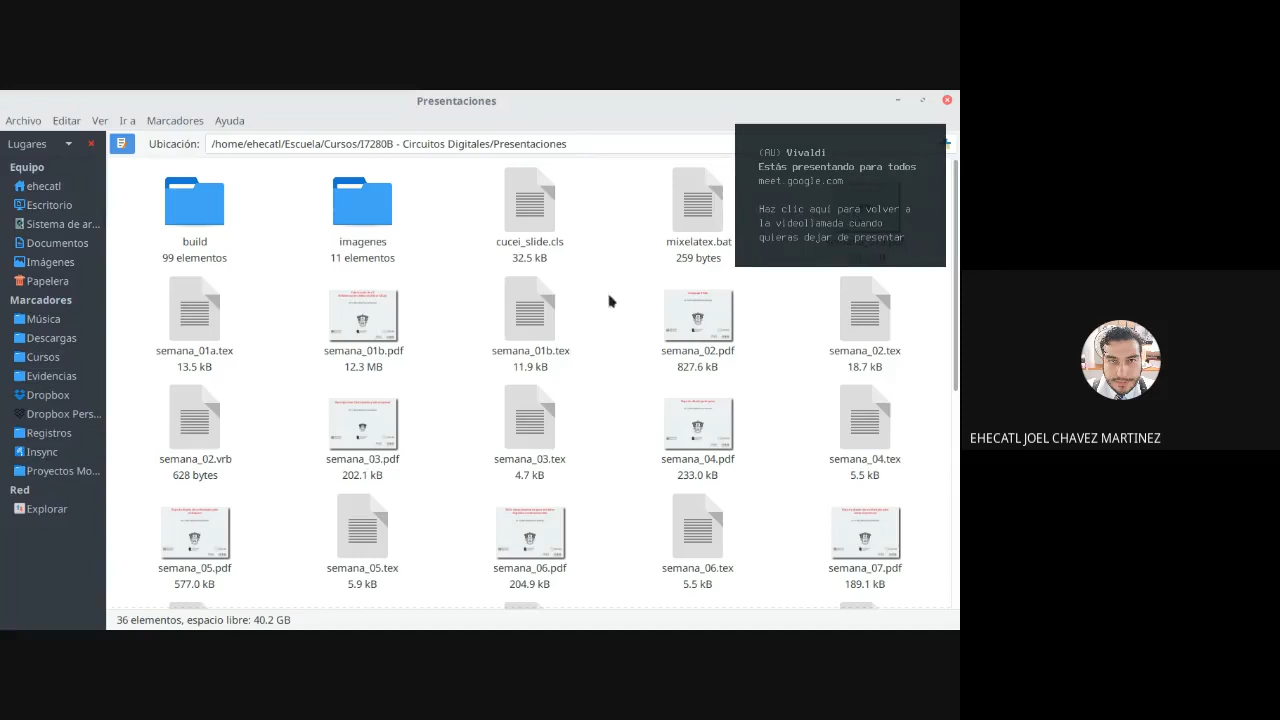 Presentaciones
Archivo Editar Ver Ir a Marcadores Ayuda
Lugares
Ubicación: /home/ehecatl/Escuela/Cursos/I7280B - Circuitos Digitales/Presentaciones
(AU) Vivaldi
Estás presentando para todos
meet.google.com
Haz clic aquí para volver a
la videollamada cuando
quieras dejar de presentar
Equipo
ehecatl
Escritorio
Sistema de ar...
Documentos
Imágenes
Papelera
Marcadores
Música
Descargas
Cursos
Evidencias
Dropbox
Dropbox Pers...
Registros
Insync
Proyectos Mo...
Red
Explorar
build imagenes cucei_slide.cls mixelatex.bat
99 elementos 11 elementos 32.5 kB 259 bytes
semana_01a.tex semana_01b.pdf semana_01b.tex semana_02.pdf semana_02.tex
13.5 kB 12.3 MB 11.9 kB 827.6 kB 18.7 kB
semana_02.vrb semana_03.pdf semana_03.tex semana_04.pdf semana_04.tex
628 bytes 202.1 kB 4.7 kB 233.0 kB 5.5 kB
semana_05.pdf semana_05.tex semana_06.pdf semana_06.tex semana_07.pdf
577.0 kB 5.9 kB 204.9 kB 5.5 kB 189.1 kB
36 elementos, espacio libre: 40.2 GB
EHECATL JOEL CHAVEZ MARTINEZ